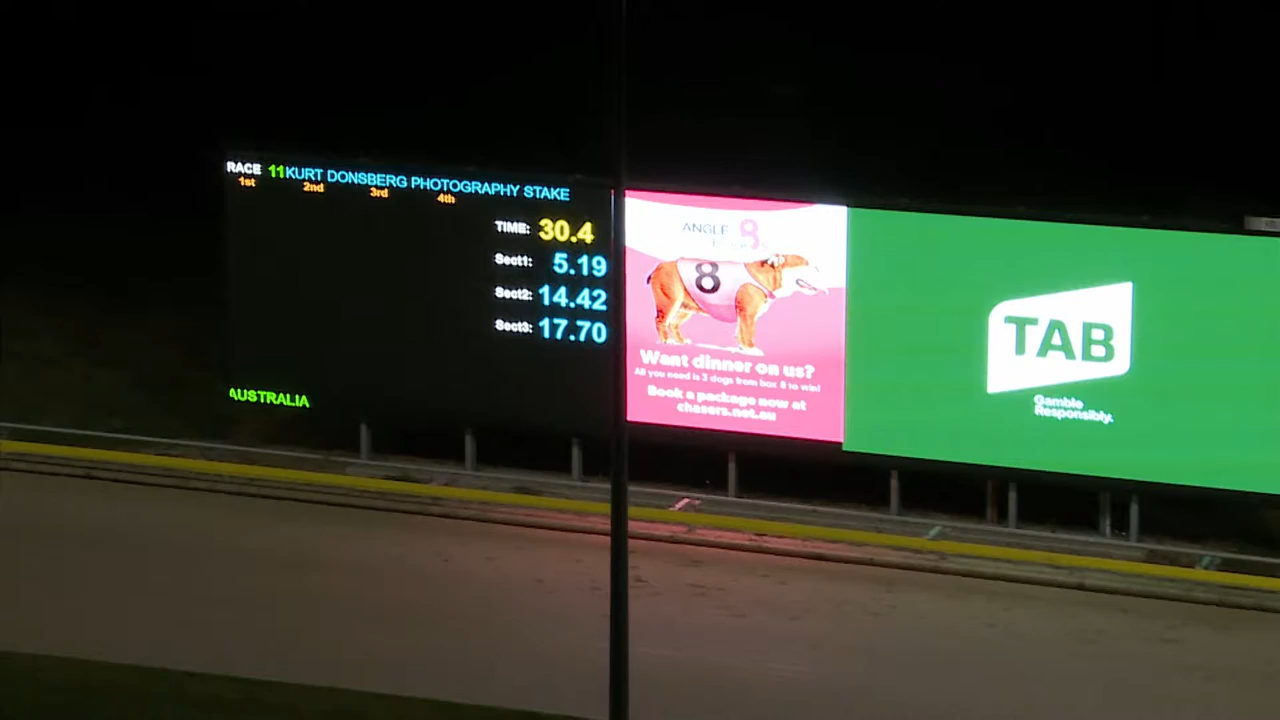 RACE 11 KURT DONSBERG PHOTOGRAPHY STAKE
1st 2nd 3rd 4th
TIME: 30.4
Sect1: 5.19
Sect2: 14.42
Sect3: 17.70
AUSTRALIA
ANGLE 8
8
Want dinner on us?
All you need is 3 dogs from box 8 to win!
Book a package now at
chasers.net.au
TAB
Gamble
Responsibly.